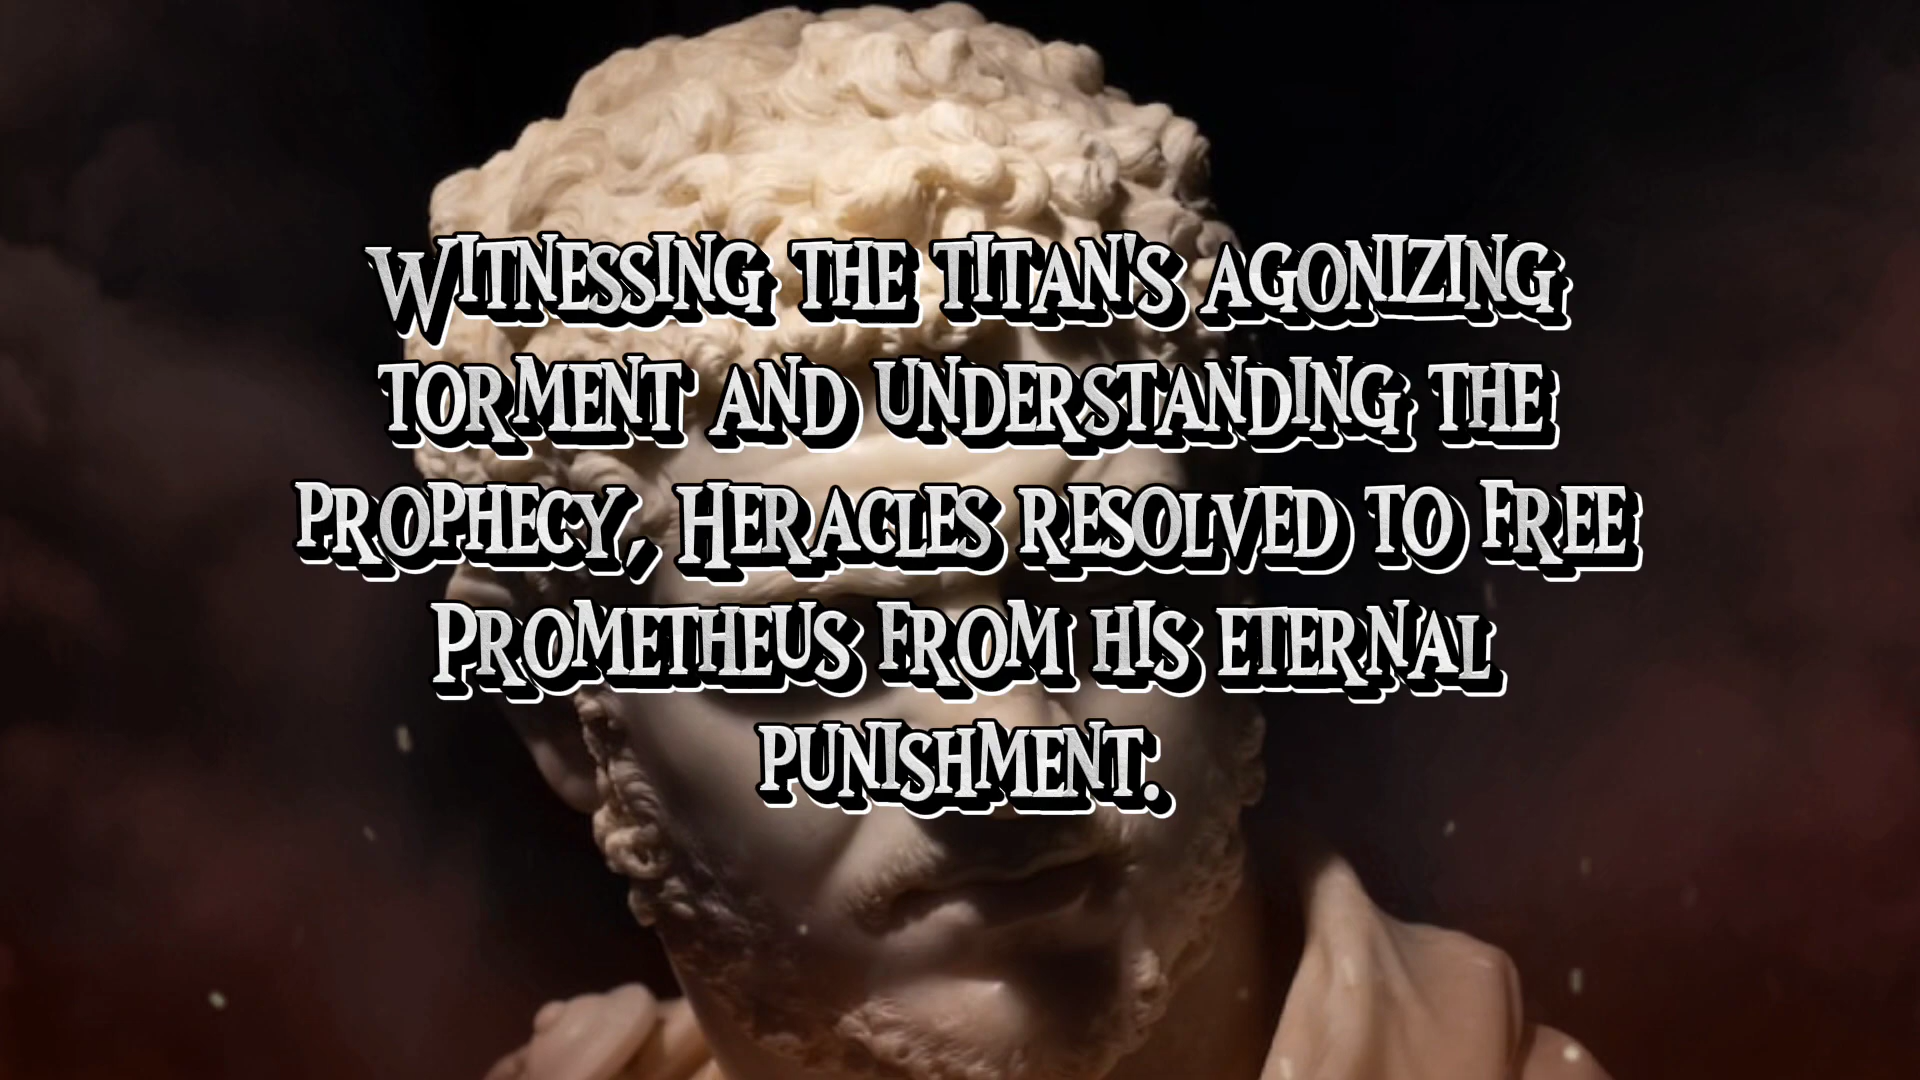 Witnessing the titan's agonizing
torment and understanding the
prophecy, Heracles resolved to free
Prometheus from his eternal
punishment.